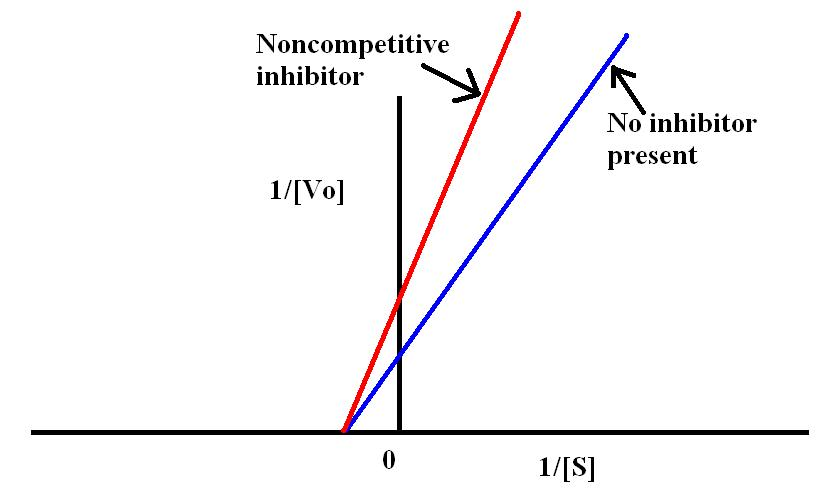 Noncompetitive
inhibitor
No inhibitor
present
1/[Vo]
0
1/[S]